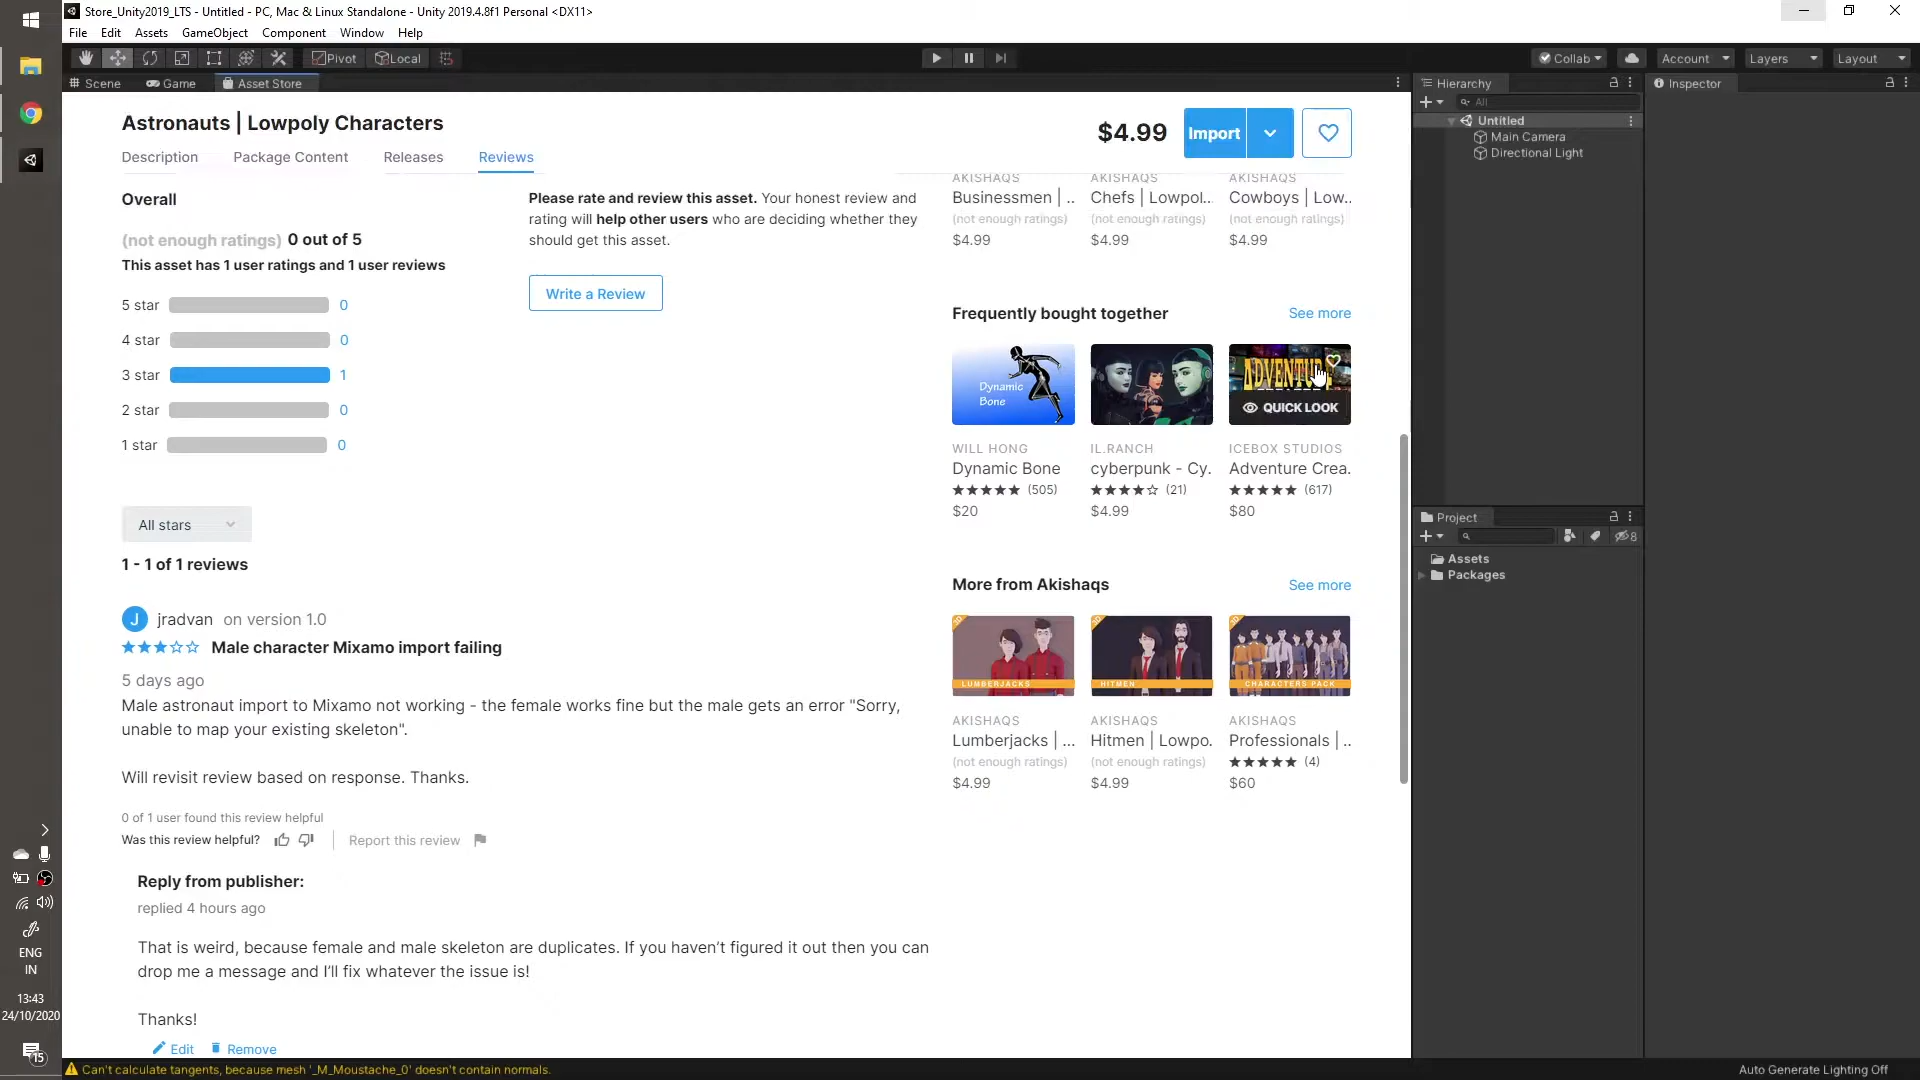 Store_Unity2019_LTS - Untitled - PC, Mac & Linux Standalone - Unity 2019.4.8f1 Personal <DX11>
File Edit Assets GameObject Component Window Help
Pivot Local Collab Account Layers Layout
Scene Game Asset Store
Hierarchy
All
Untitled
Main Camera
Directional Light
Inspector
Project
8
Assets
Packages
Astronauts | Lowpoly Characters
$4.99 Import
Description Package Content Releases Reviews
Overall
(not enough ratings) 0 out of 5
This asset has 1 user ratings and 1 user reviews
5 star 0
4 star 0
3 star 1
2 star 0
1 star 0
Please rate and review this asset. Your honest review and
rating will help other users who are deciding whether they
should get this asset.
Write a Review
All stars
1 - 1 of 1 reviews
J jradvan on version 1.0
Male character Mixamo import failing
5 days ago
Male astronaut import to Mixamo not working - the female works fine but the male gets an error "Sorry,
unable to map your existing skeleton".
Will revisit review based on response. Thanks.
0 of 1 user found this review helpful
Was this review helpful? Report this review
Reply from publisher:
replied 4 hours ago
That is weird, because female and male skeleton are duplicates. If you haven’t figured it out then you can
drop me a message and I’ll fix whatever the issue is!
Thanks!
Edit Remove
AKISHAQS AKISHAQS AKISHAQS
Businessmen | .. Chefs | Lowpol... Cowboys | Low..
(not enough ratings) (not enough ratings) (not enough ratings)
$4.99 $4.99 $4.99
Frequently bought together See more
Dynamic
Bone
QUICK LOOK
WILL HONG IL.RANCH ICEBOX STUDIOS
Dynamic Bone cyberpunk - Cy. Adventure Crea.
(505) (21) (617)
$20 $4.99 $80
More from Akishaqs See more
3D 3D 3D
LUMBERJACKS HITMEN CHARACTERS PACK
AKISHAQS AKISHAQS AKISHAQS
Lumberjacks | ... Hitmen | Lowpo. Professionals | ..
(not enough ratings) (not enough ratings) (4)
$4.99 $4.99 $60
ENG
IN
13:43
24/10/2020
15
Can't calculate tangents, because mesh '_M_Moustache_0' doesn't contain normals.
Auto Generate Lighting Off